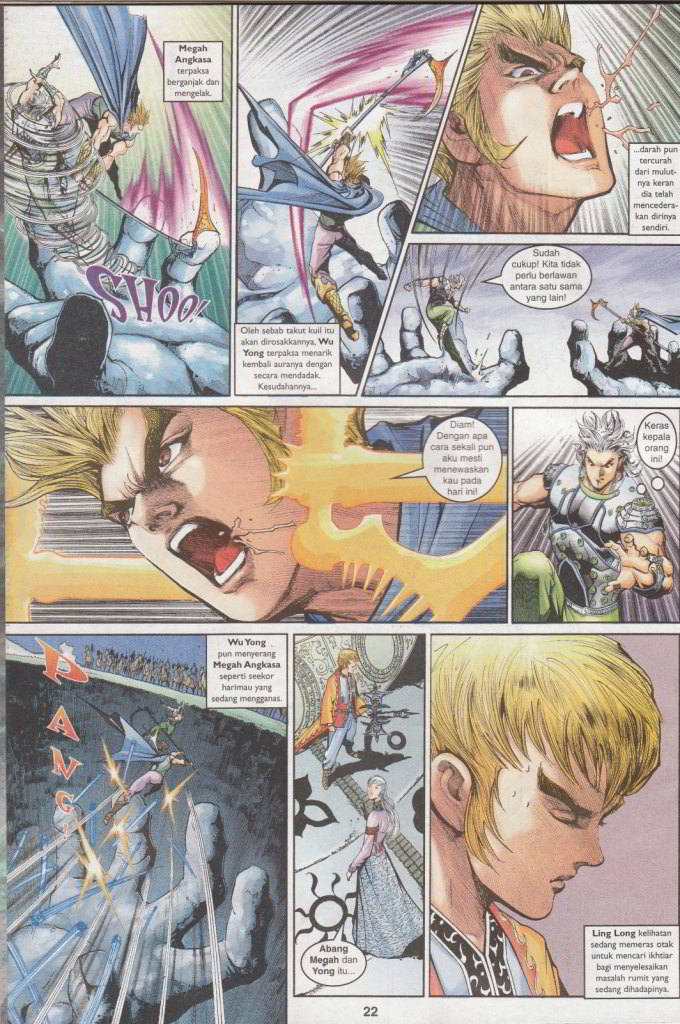 Megah
Angkasa
terpaksa
berganjak dan
mengelak.
SHOO!
Oleh sebab takut kuil itu
akan dirosakkannya, Wu
Yong terpaksa menarik
kembali auranya dengan
secara mendadak.
Kesudahannya...
...darah pun
tercurah
dari mulut-
nya keran
dia telah
mencedera-
kan dirinya
sendiri.
Sudah
cukup! Kita tidak
perlu berlawan
antara satu sama
yang lain!
Diam!
Dengan apa
cara sekali pun
aku mesti
menewaskan
kau pada
hari ini!
Keras
kepala
orang
ini!
Wu Yong
pun menyerang
Megah Angkasa
seperti seekor
harimau yang
sedang mengganas.
PANG!
Abang
Megah dan
Yong itu...
Ling Long kelihatan
sedang memeras otak
untuk mencari ikhtiar
bagi menyelesaikan
masalah rumit yang
sedang dihadapinya.
22